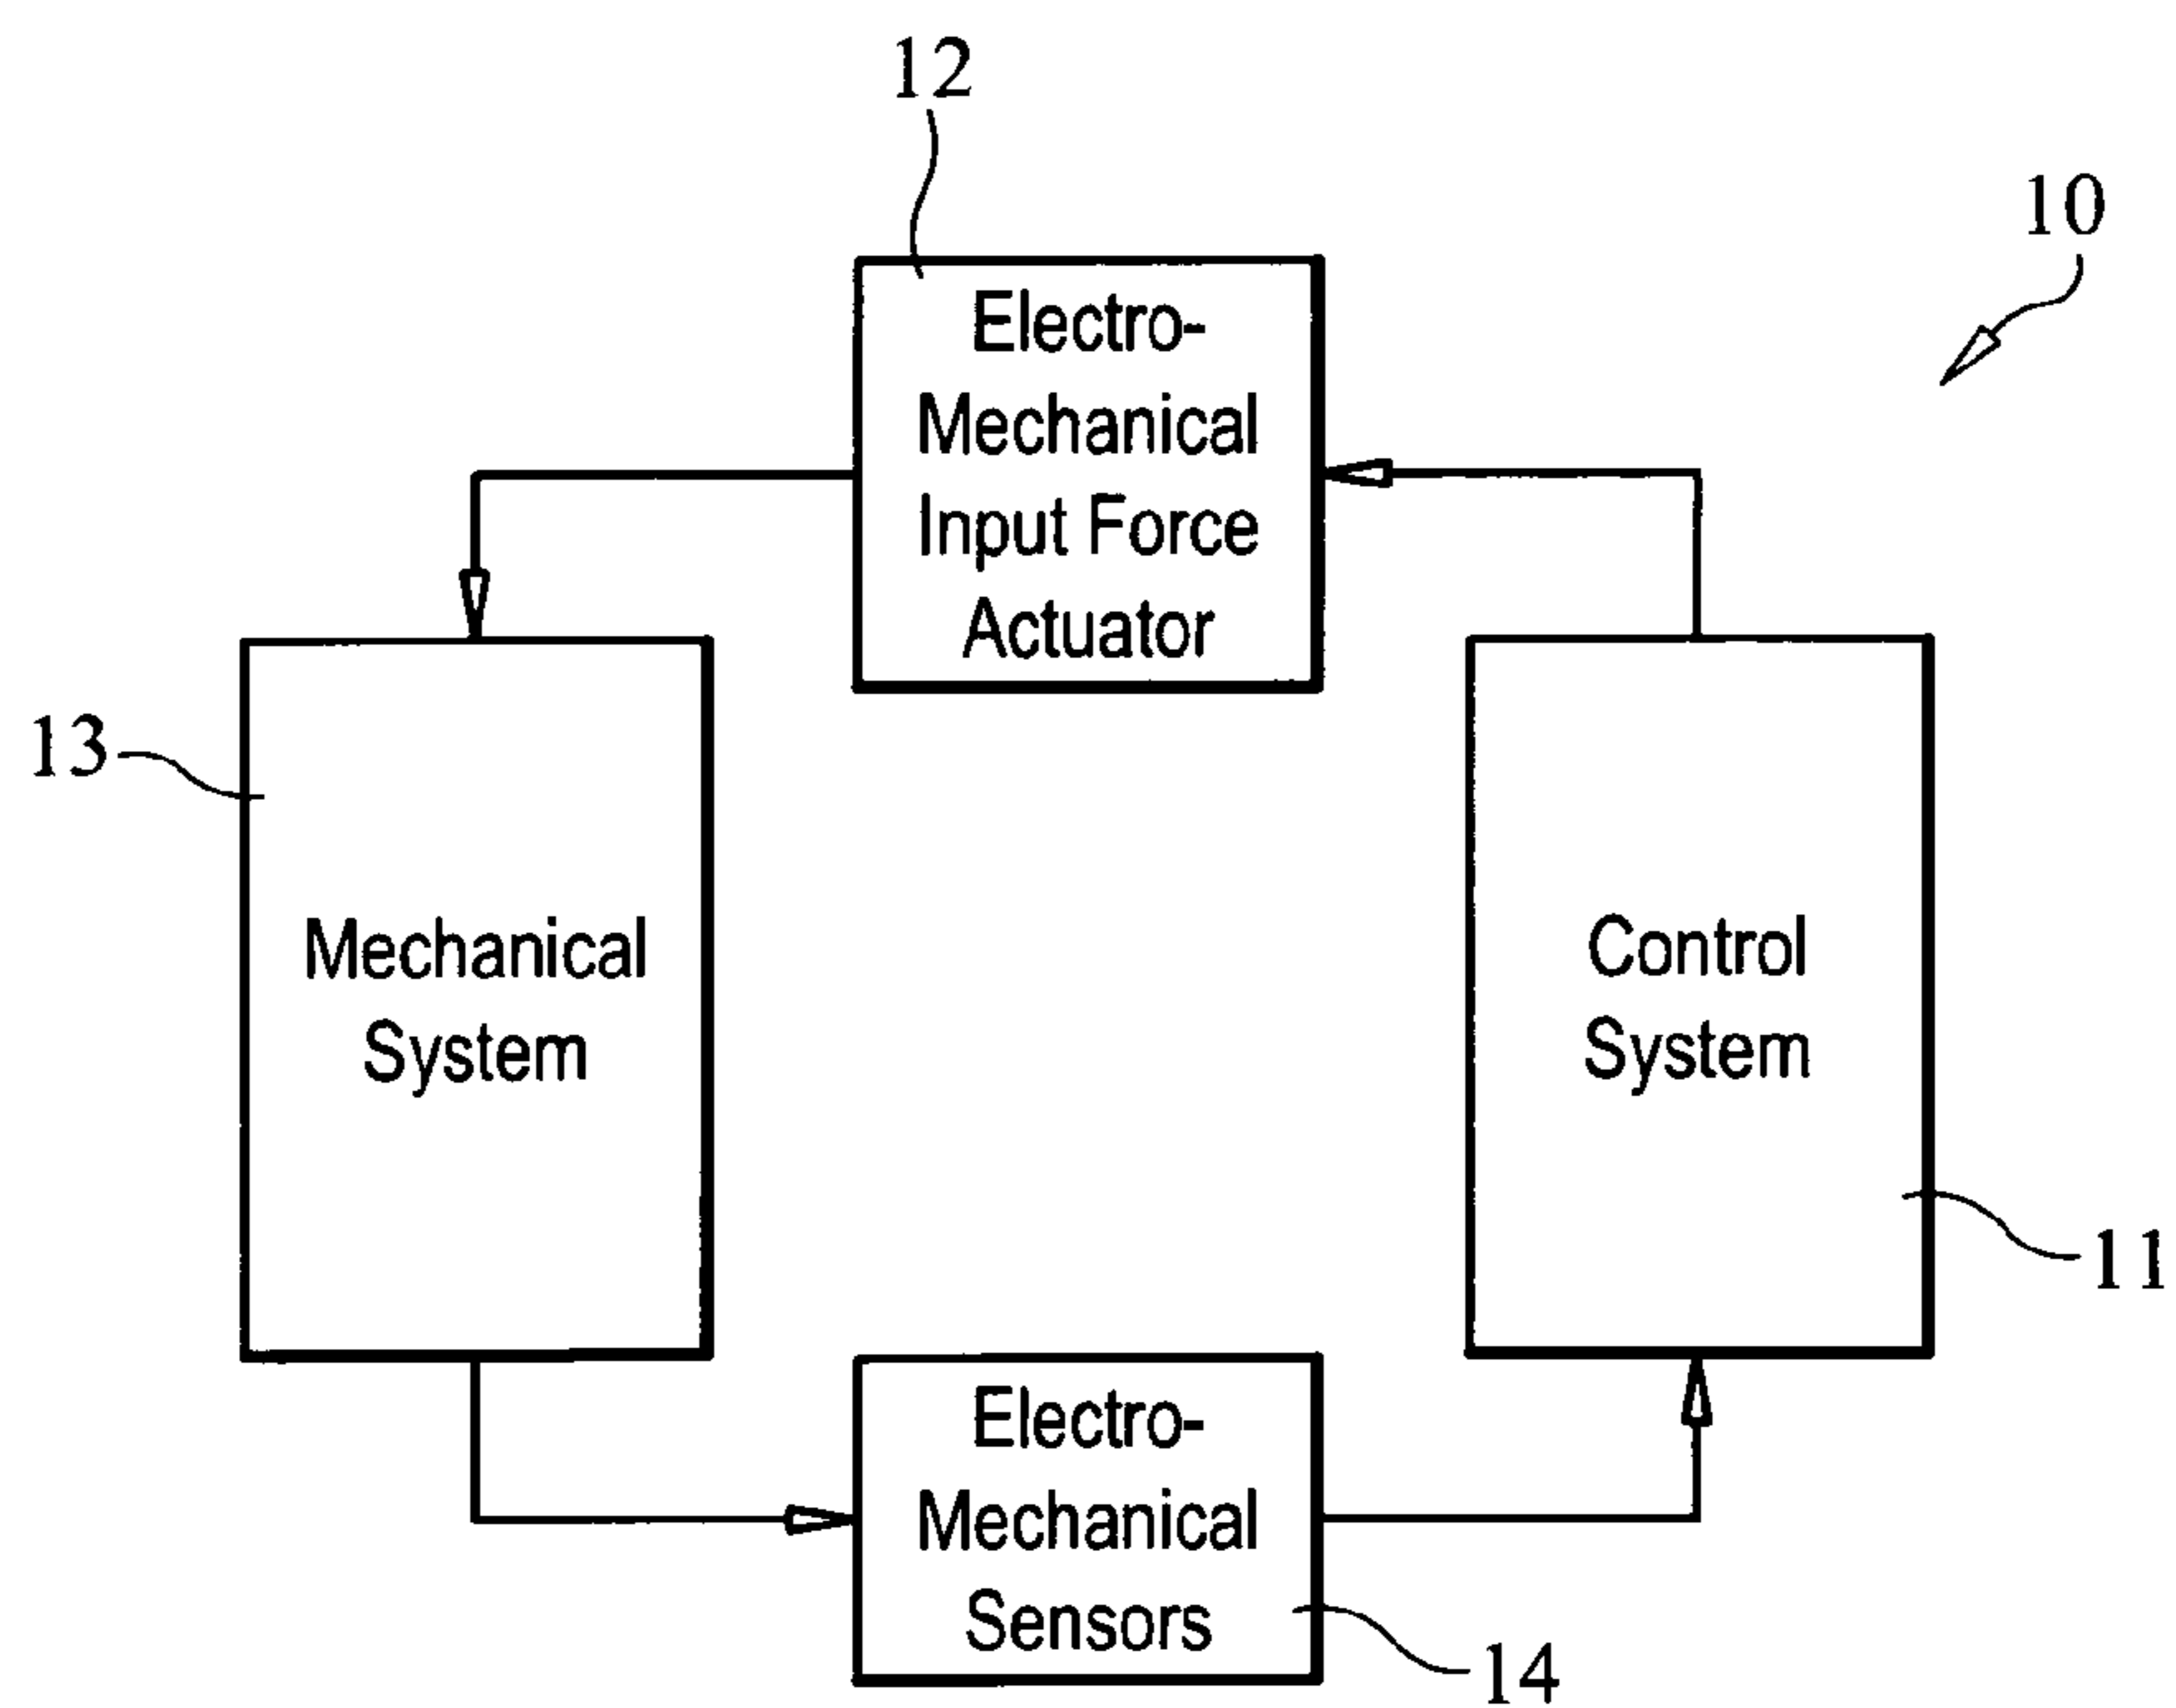 12
10
Electro-
Mechanical
Input Force
Actuator
13
Mechanical
System
Control
System
11
Electro-
Mechanical
Sensors
14